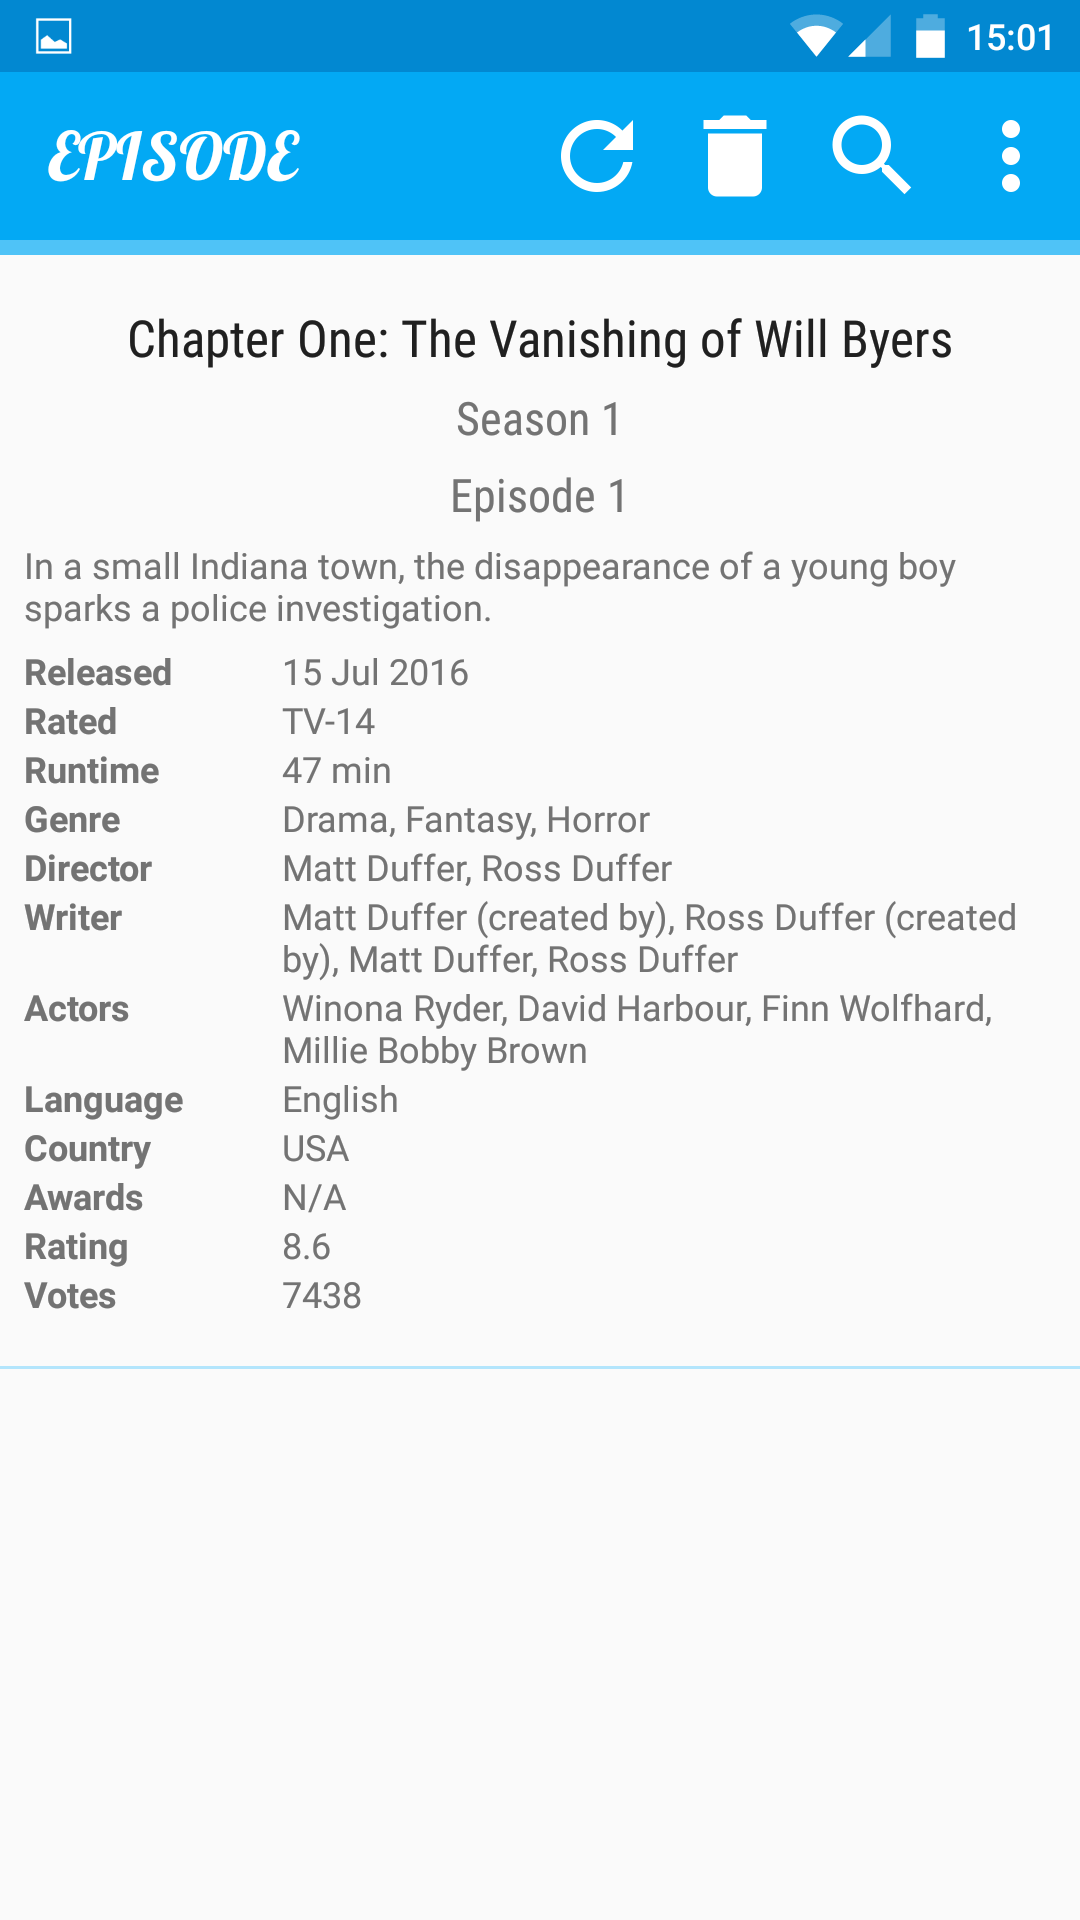 15:01
EPISODE
Chapter One: The Vanishing of Will Byers
Season 1
Episode 1
In a small Indiana town, the disappearance of a young boy
sparks a police investigation.
Released 15 Jul 2016
Rated TV-14
Runtime 47 min
Genre Drama, Fantasy, Horror
Director Matt Duffer, Ross Duffer
Writer Matt Duffer (created by), Ross Duffer (created
by), Matt Duffer, Ross Duffer
Actors Winona Ryder, David Harbour, Finn Wolfhard,
Millie Bobby Brown
Language English
Country USA
Awards N/A
Rating 8.6
Votes 7438